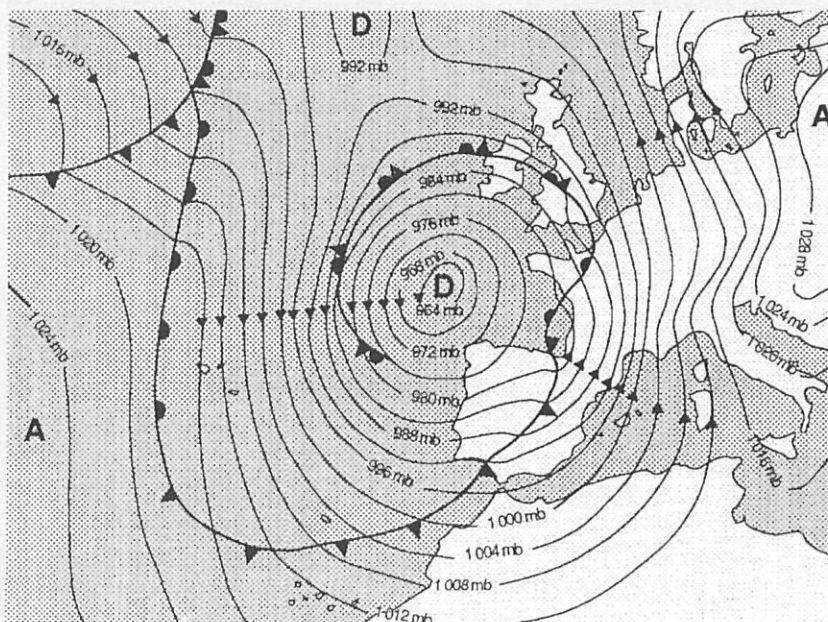 D
1 016 mb
992 mb
992 mb
A
984 mb
976 mb
1 020 mb
1 028 mb
968 mb
D
964 mb
1 024 mb
1 024 mb
1 020 mb
972 mb
980 mb
A
988 mb
996 mb
1 016 mb
1 000 mb
1 004 mb
1 008 mb
1 012 mb